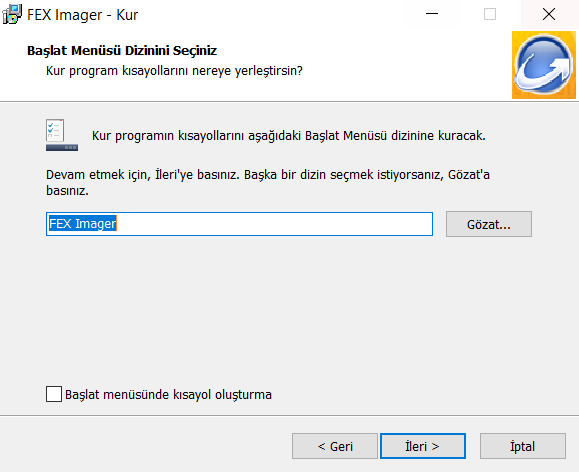 FEX Imager - Kur
Başlat Menüsü Dizinini Seçiniz
Kur program kısayollarını nereye yerleştirsin?
Kur programın kısayollarını aşağıdaki Başlat Menüsü dizinine kuracak.
Devam etmek için, İleri'ye basınız. Başka bir dizin seçmek istiyorsanız, Gözat'a
basınız.
FEX Imager
Gözat...
Başlat menüsünde kısayol oluşturma
< Geri
İleri >
İptal